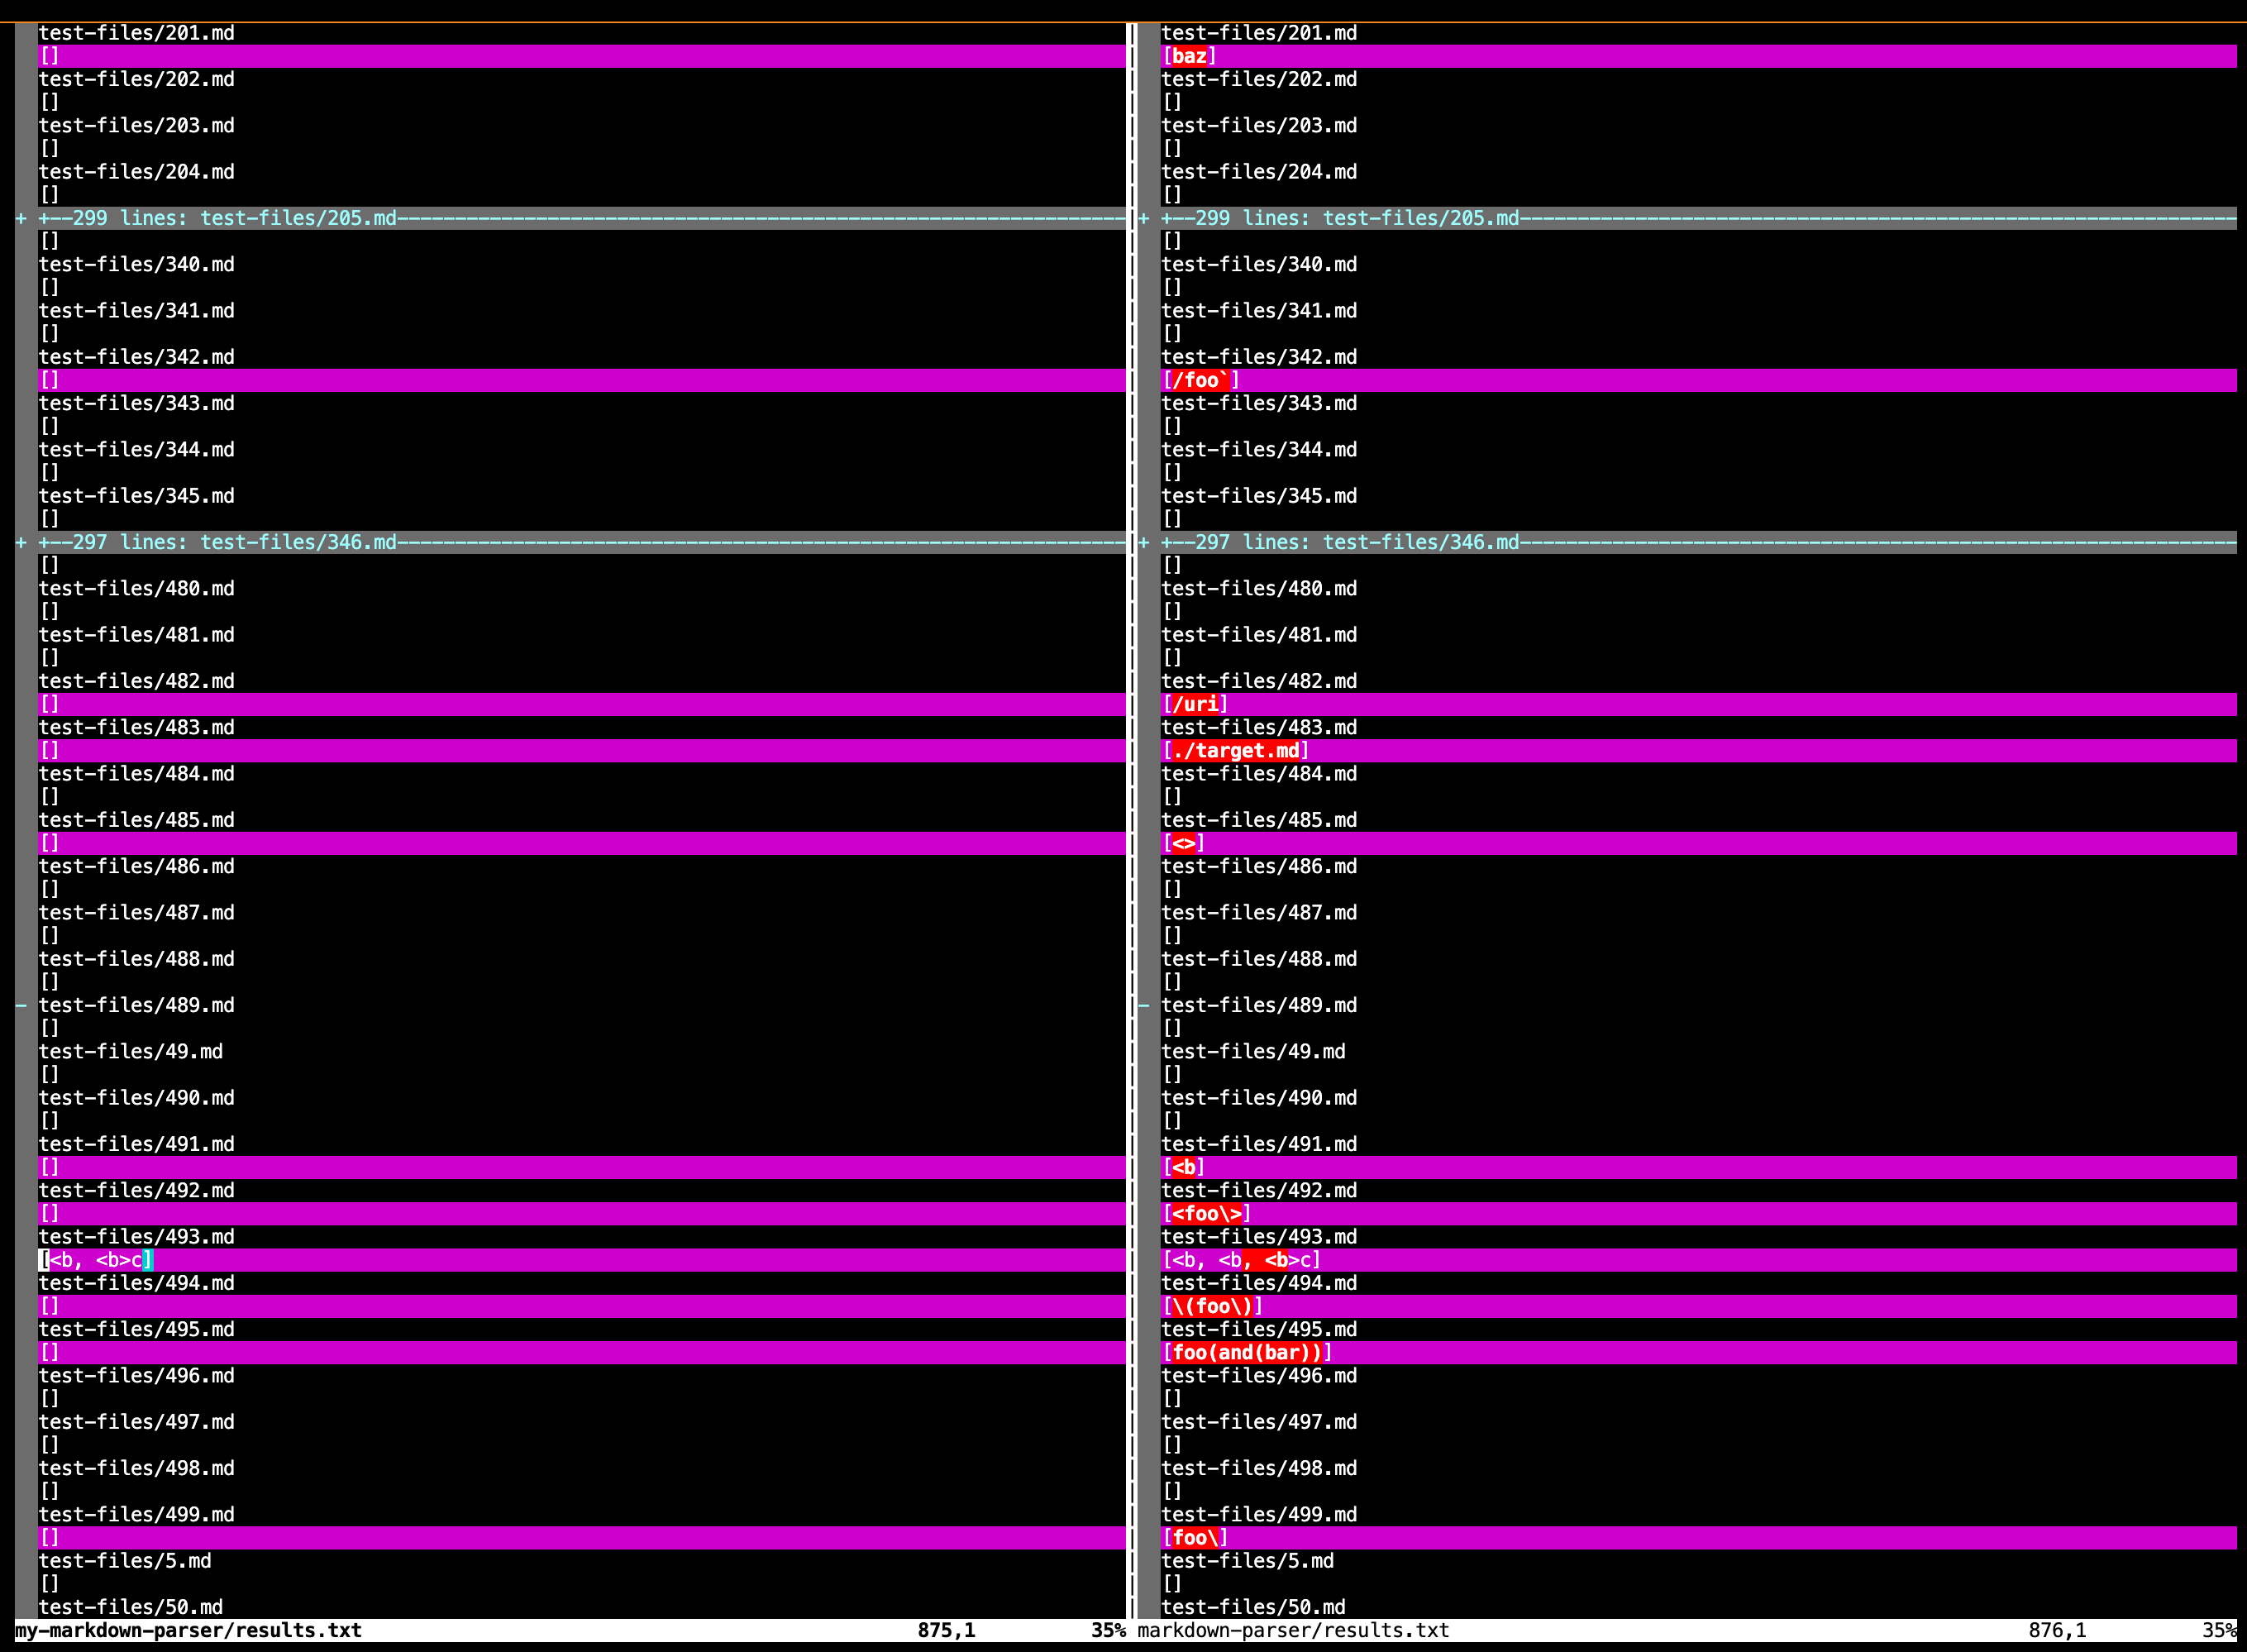 test-files/201.md
[]
test-files/202.md
[]
test-files/203.md
[]
test-files/204.md
[]
+ +--299 lines: test-files/205.md
[]
test-files/340.md
[]
test-files/341.md
[]
test-files/342.md
[]
test-files/343.md
[]
test-files/344.md
[]
test-files/345.md
[]
+ +--297 lines: test-files/346.md
[]
test-files/480.md
[]
test-files/481.md
[]
test-files/482.md
[]
test-files/483.md
[]
test-files/484.md
[]
test-files/485.md
[]
test-files/486.md
[]
test-files/487.md
[]
test-files/488.md
[]
- test-files/489.md
[]
test-files/49.md
[]
test-files/490.md
[]
test-files/491.md
[]
test-files/492.md
[]
test-files/493.md
[<b, <b>c]
test-files/494.md
[]
test-files/495.md
[]
test-files/496.md
[]
test-files/497.md
[]
test-files/498.md
[]
test-files/499.md
[]
test-files/5.md
[]
test-files/50.md
my-markdown-parser/results.txt 875,1 35%
test-files/201.md
[baz]
test-files/202.md
[]
test-files/203.md
[]
test-files/204.md
[]
+ +--299 lines: test-files/205.md
[]
test-files/340.md
[]
test-files/341.md
[]
test-files/342.md
[/foo`]
test-files/343.md
[]
test-files/344.md
[]
test-files/345.md
[]
+ +--297 lines: test-files/346.md
[]
test-files/480.md
[]
test-files/481.md
[]
test-files/482.md
[/uri]
test-files/483.md
[./target.md]
test-files/484.md
[]
test-files/485.md
[<>]
test-files/486.md
[]
test-files/487.md
[]
test-files/488.md
[]
- test-files/489.md
[]
test-files/49.md
[]
test-files/490.md
[]
test-files/491.md
[<b]
test-files/492.md
[<foo\>]
test-files/493.md
[<b, <b, <b>c]
test-files/494.md
[\(foo\)]
test-files/495.md
[foo(and(bar))]
test-files/496.md
[]
test-files/497.md
[]
test-files/498.md
[]
test-files/499.md
[foo\]
test-files/5.md
[]
test-files/50.md
markdown-parser/results.txt 876,1 35%